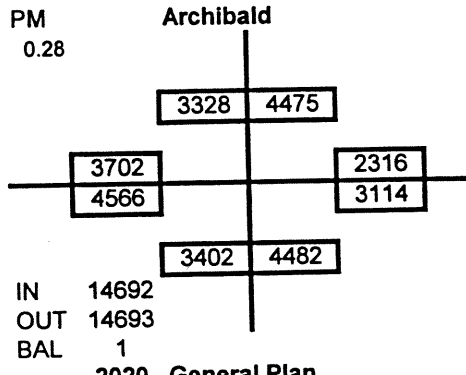 PM Archibald
0.28
3328 4475
3702 2316
4566 3114
3402 4482
IN 14692
OUT 14693
BAL 1
2020 General Plan